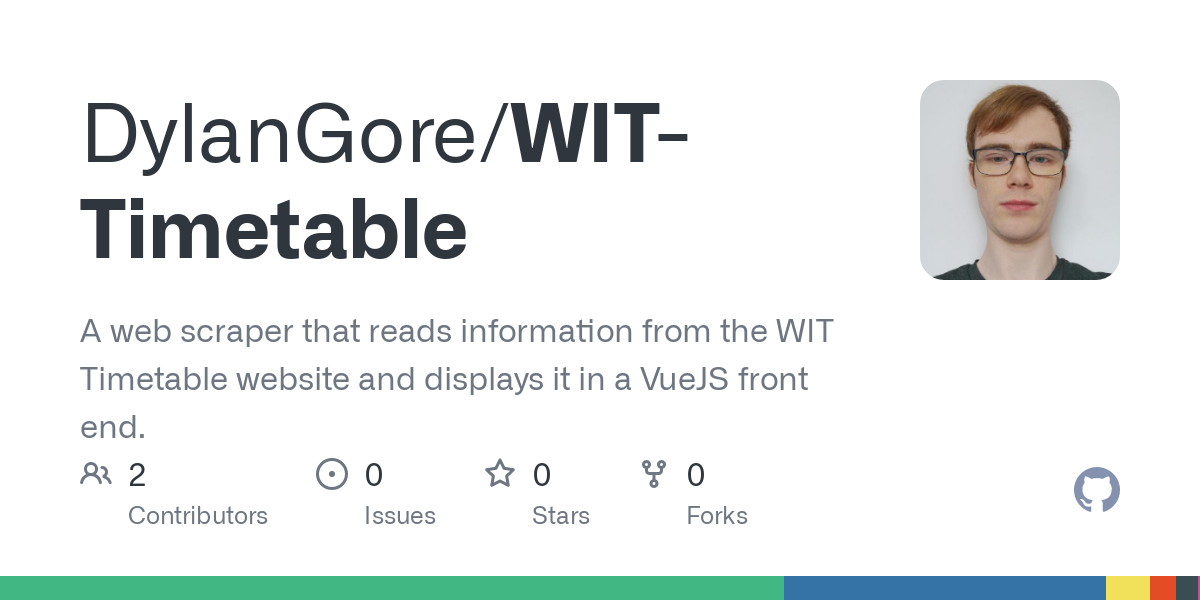 DylanGore/WIT-
Timetable
A web scraper that reads information from the WIT
Timetable website and displays it in a VueJS front
end.
2 0 0 0
Contributors Issues Stars Forks